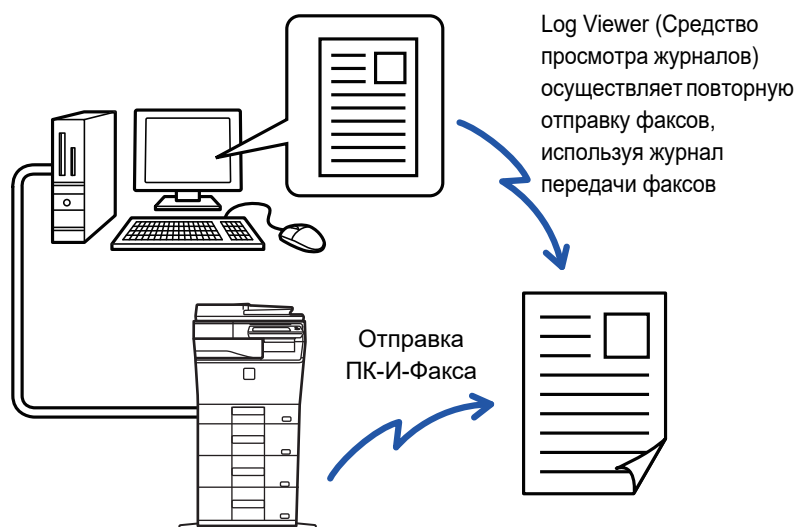 Log Viewer (Средство
просмотра журналов)
осуществляет повторную
отправку факсов,
используя журнал
передачи факсов
Отправка
ПК-И-Факса